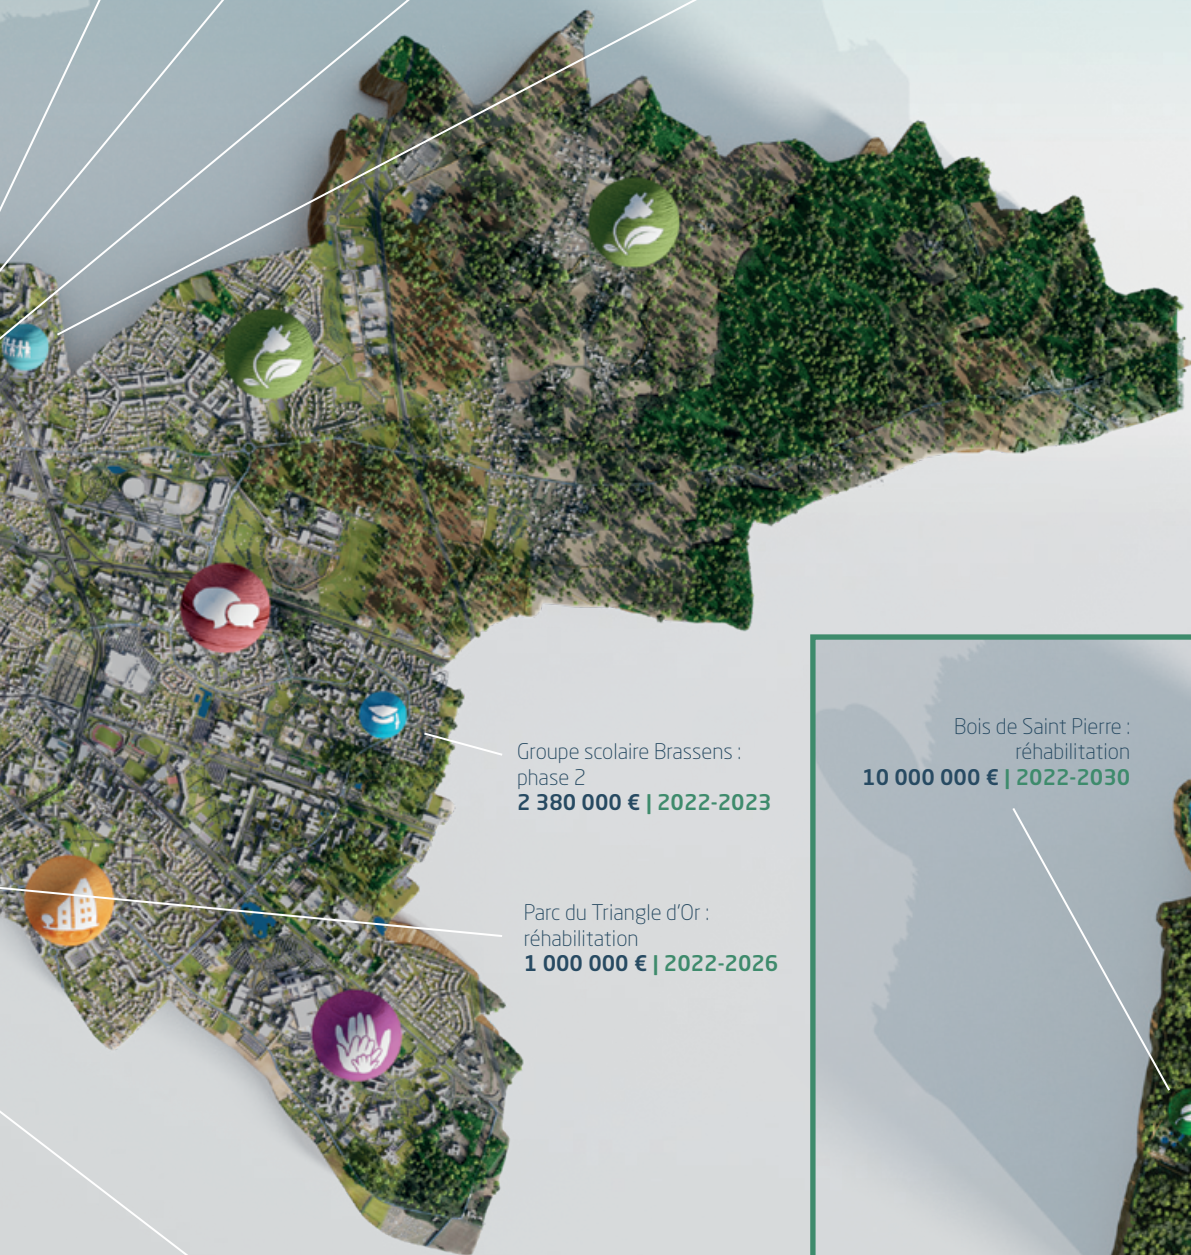 Groupe scolaire Brassens :
phase 2
2 380 000 € | 2022-2023
Parc du Triangle d'Or :
réhabilitation
1 000 000 € | 2022-2026
Bois de Saint Pierre :
réhabilitation
10 000 000 € | 2022-2030